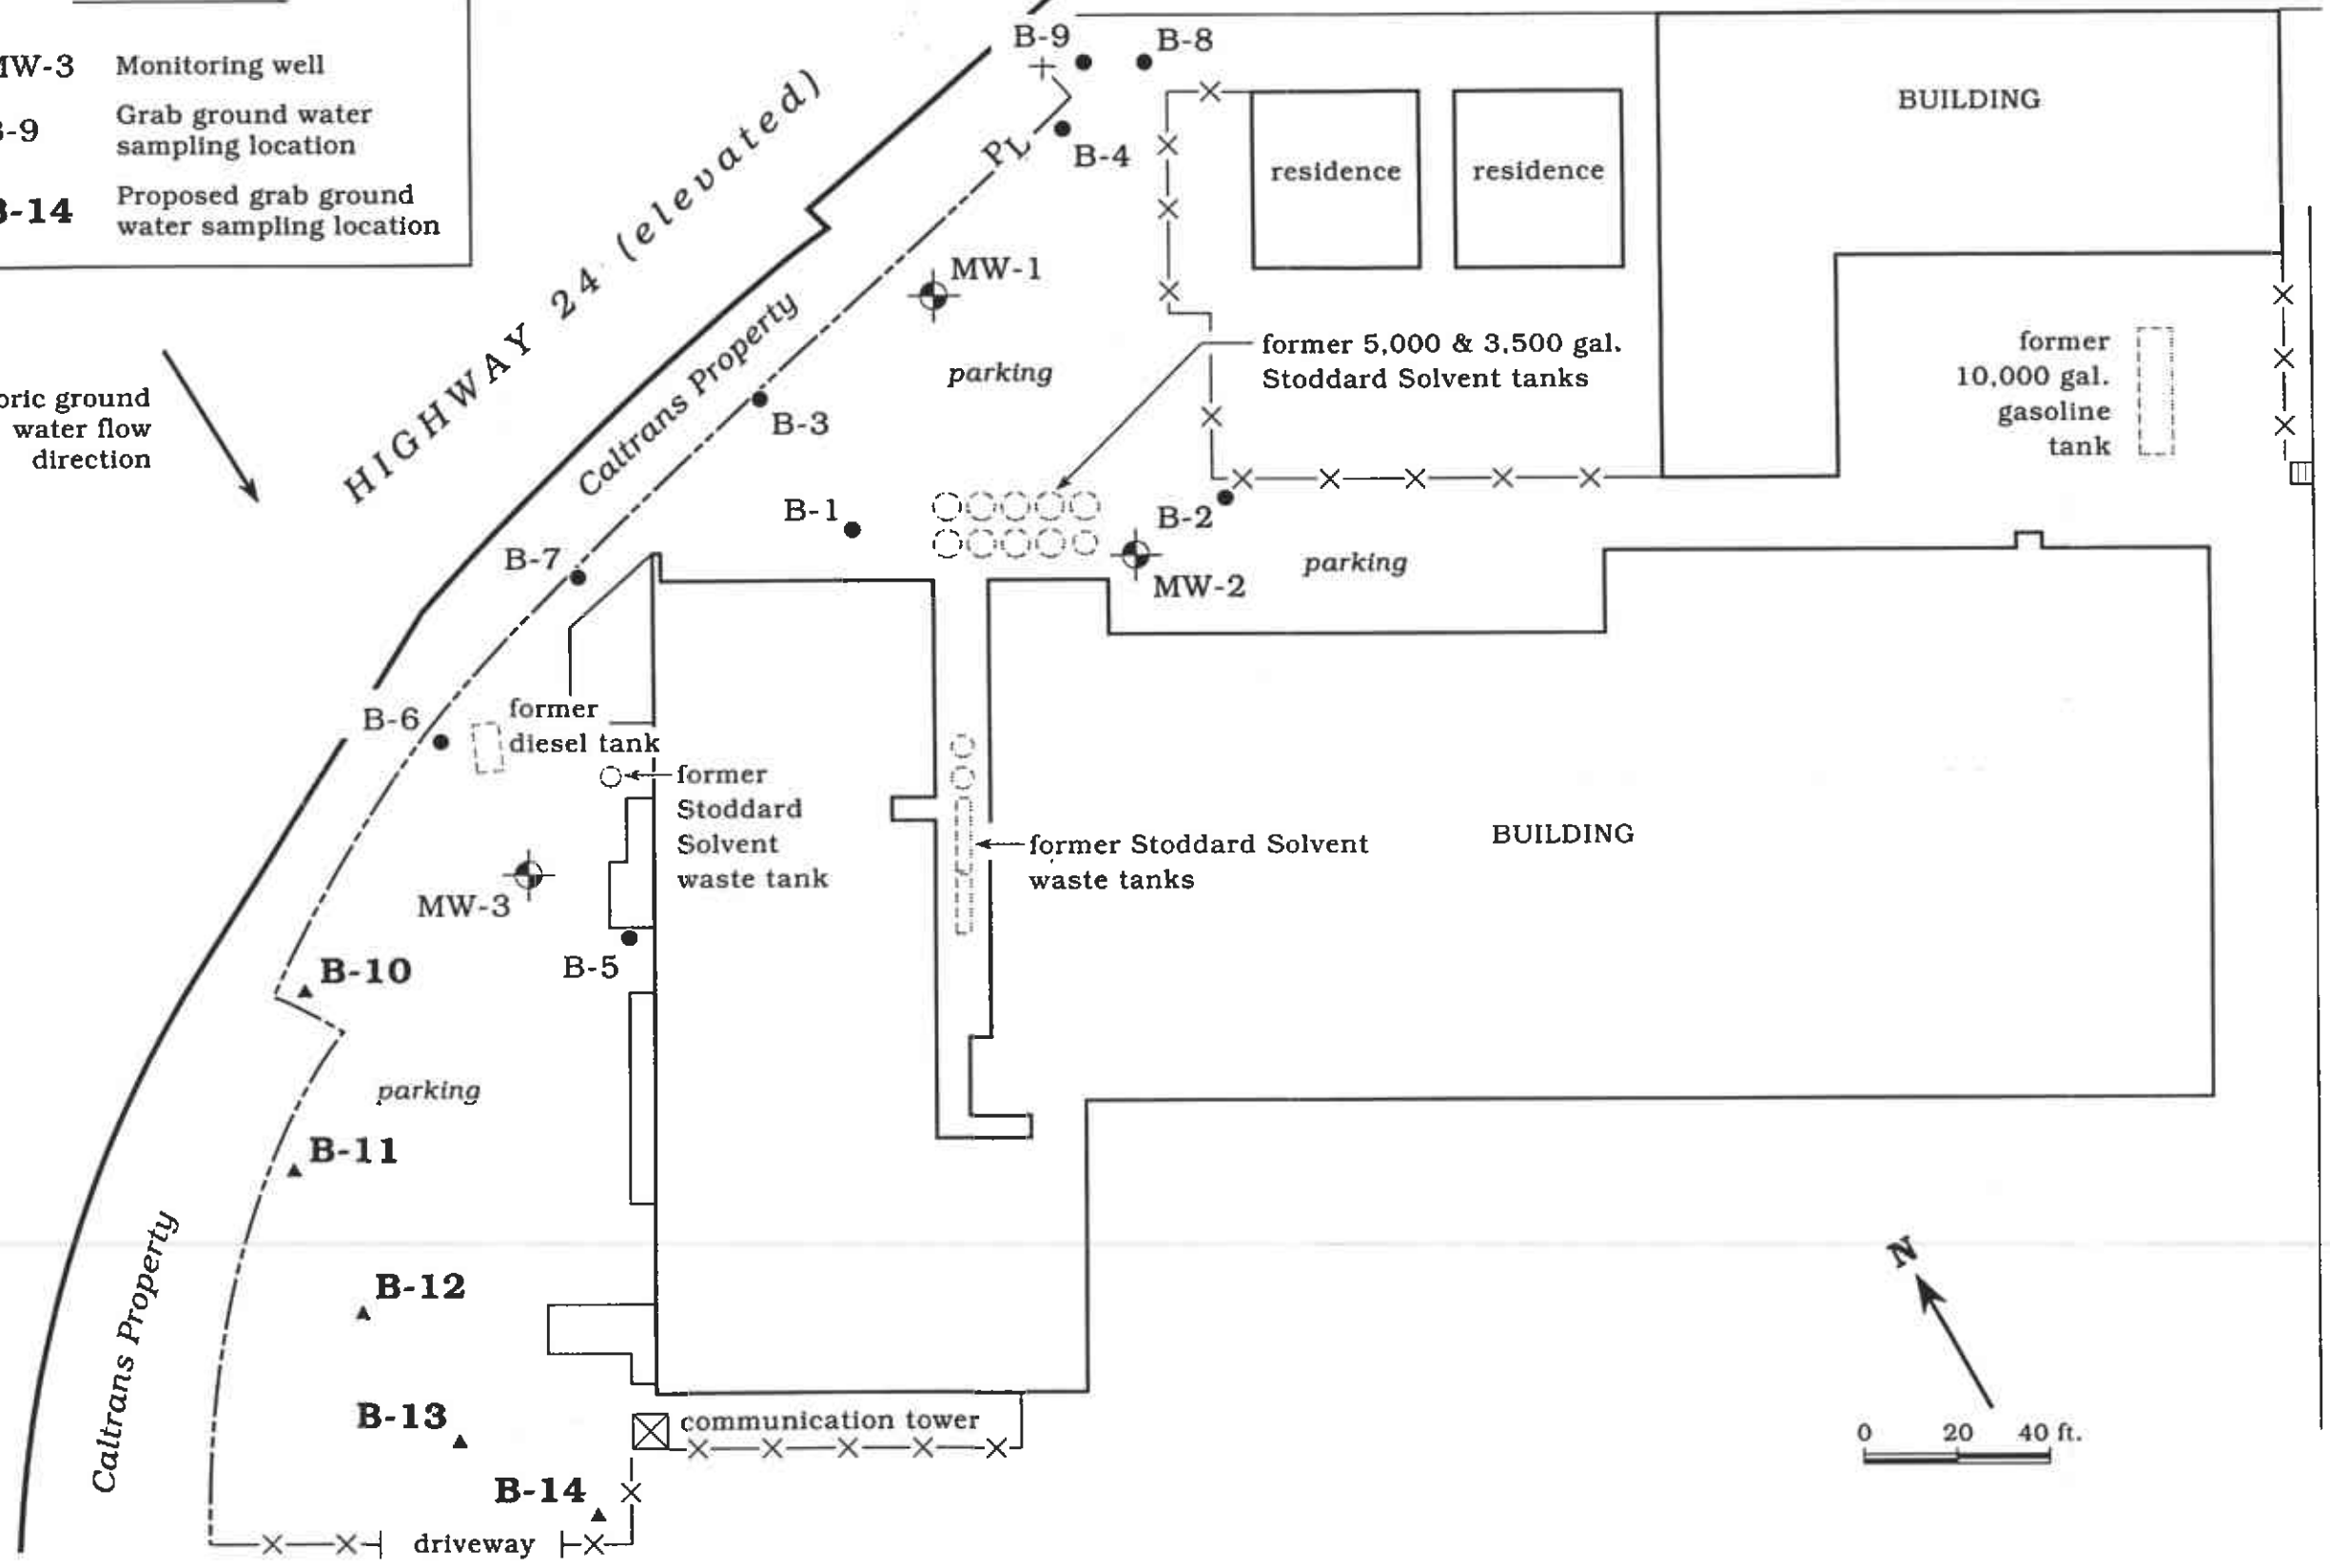 MW-3 Monitoring well
B-9 Grab ground water
sampling location
B-14 Proposed grab ground
water sampling location
oric ground
water flow
direction
HIGHWAY 24 (elevated)
Caltrans Property
PL
B-9
B-8
B-4
MW-1
parking
B-3
B-1
B-7
B-6
residence
residence
BUILDING
former 5,000 & 3,500 gal.
Stoddard Solvent tanks
former
10,000 gal.
gasoline
tank
B-2
MW-2
parking
former
diesel tank
former
Stoddard
Solvent
waste tank
former Stoddard Solvent
waste tanks
BUILDING
MW-3
B-5
B-10
parking
B-11
B-12
B-13
B-14
Caltrans Property
communication tower
driveway
N
0 20 40 ft.